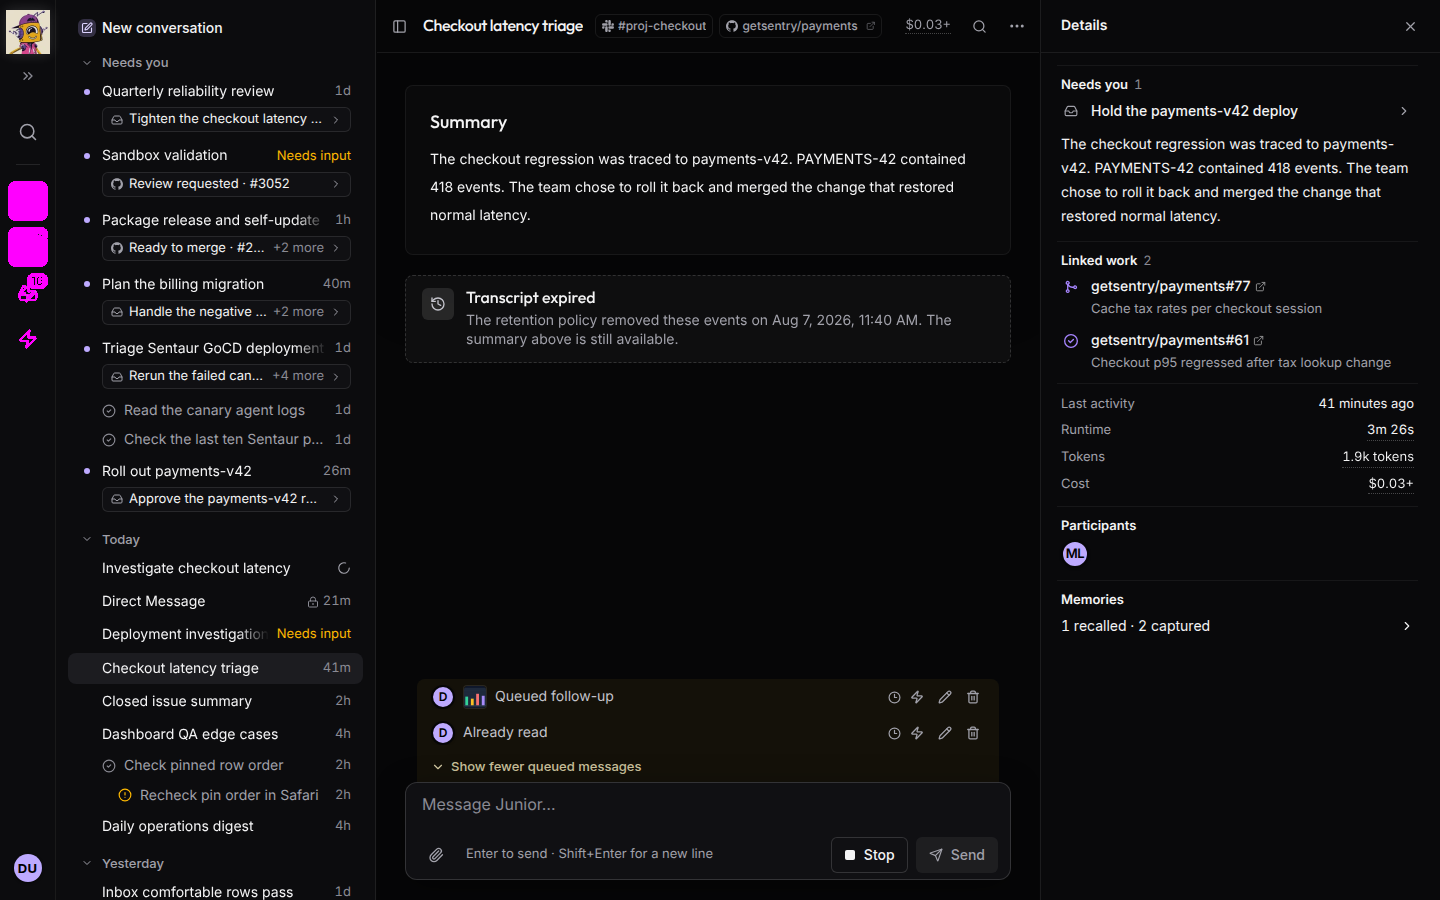 New conversation
Needs you
Quarterly reliability review 1d
Tighten the checkout latency ...
Sandbox validation Needs input
Review requested · #3052
Package release and self-update 1h
Ready to merge · #2... +2 more
Plan the billing migration 40m
Handle the negative ... +2 more
Triage Sentaur GoCD deployment 1d
Rerun the failed can... +4 more
Read the canary agent logs 1d
Check the last ten Sentaur p... 1d
Roll out payments-v42 26m
Approve the payments-v42 r...
Today
Investigate checkout latency
Direct Message 21m
Deployment investigation Needs input
Checkout latency triage 41m
Closed issue summary 2h
Dashboard QA edge cases 4h
Check pinned row order 2h
Recheck pin order in Safari 2h
Daily operations digest 4h
Yesterday
Inbox comfortable rows pass 1d
DU
Checkout latency triage #proj-checkout getsentry/payments $0.03+
Summary
The checkout regression was traced to payments-v42. PAYMENTS-42 contained
418 events. The team chose to roll it back and merged the change that restored
normal latency.
Transcript expired
The retention policy removed these events on Aug 7, 2026, 11:40 AM. The
summary above is still available.
D Queued follow-up
D Already read
Show fewer queued messages
Message Junior...
Enter to send · Shift+Enter for a new line Stop Send
Details
Needs you 1
Hold the payments-v42 deploy
The checkout regression was traced to payments-
v42. PAYMENTS-42 contained 418 events. The team
chose to roll it back and merged the change that
restored normal latency.
Linked work 2
getsentry/payments#77
Cache tax rates per checkout session
getsentry/payments#61
Checkout p95 regressed after tax lookup change
Last activity 41 minutes ago
Runtime 3m 26s
Tokens 1.9k tokens
Cost $0.03+
Participants
ML
Memories
1 recalled · 2 captured